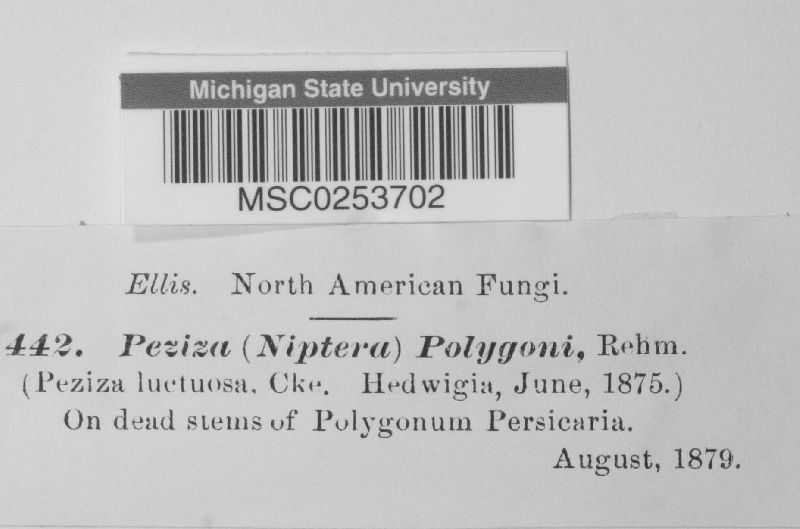 Michigan State University
MSC0253702
Ellis. North American Fungi.
442. Peziza (Niptera) Polygoni, Rehm.
(Peziza luctuosa, Cke. Hedwigia, June, 1875.)
On dead stems of Polygonum Persicaria.
August, 1879.